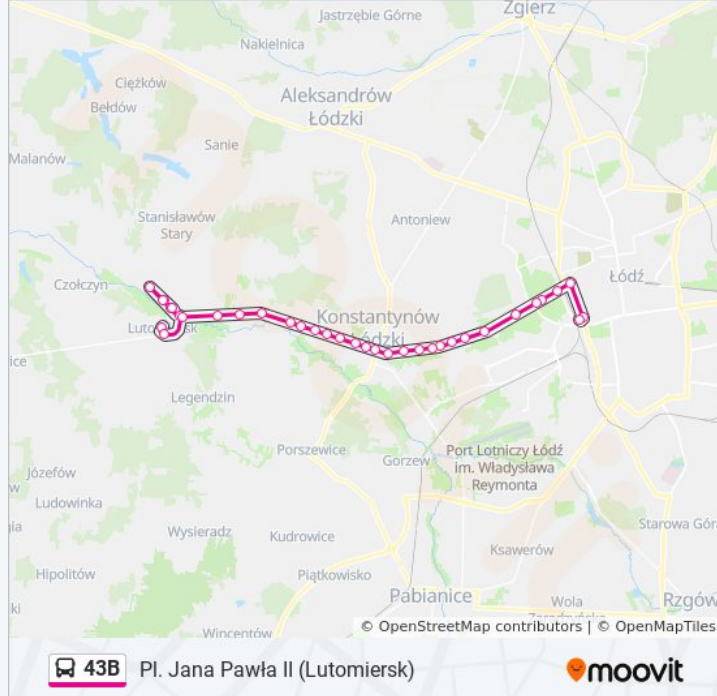 Zgierz
Jastrzębie Górne
Nakielnica
Ciężków
Bełdów
Aleksandrów
Łódzki
Sanie
Malanów
Stanisławów
Stary
Antoniew
Czołczyn
Łódź
Konstantynów
Łódzki
Legendzin
Porszewice
Gorzew
Port Lotniczy Łódź
im. Władysława
Reymonta
Józefów
Ludowinka
Starowa Gór
Wysieradz
Kudrowice
Ksawerów
Hipolitów
Piątkowisko
Pabianice
Wola
Rzgów
Wincentów
© OpenStreetMap contributors | © OpenMapTiles
43B Pl. Jana Pawła II (Lutomiersk)
moovit